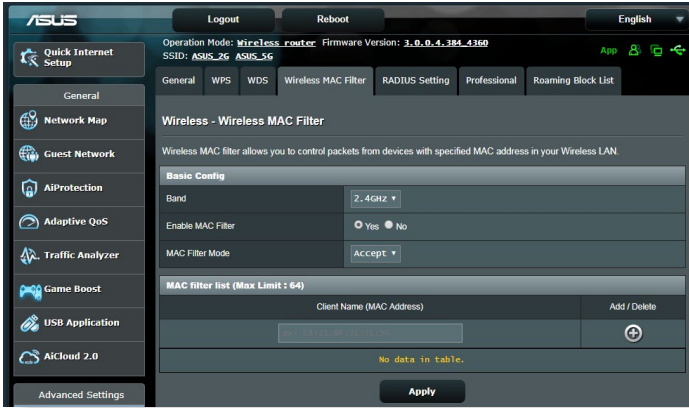 ASUS
Logout
Reboot
English
Quick Internet
Setup
General
Network Map
Guest Network
AiProtection
Adaptive QoS
Traffic Analyzer
Game Boost
USB Application
AiCloud 2.0
Advanced Settings
Operation Mode: Wireless router Firmware Version: 3.0.0.4.384_4360
SSID: ASUS_2G ASUS_5G
App
General WPS WDS Wireless MAC Filter RADIUS Setting Professional Roaming Block List
Wireless - Wireless MAC Filter
Wireless MAC filter allows you to control packets from devices with specified MAC address in your Wireless LAN.
Basic Config
Band 2.4GHz
Enable MAC Filter Yes No
MAC Filter Mode Accept
MAC filter list (Max Limit : 64)
Client Name (MAC Address) Add / Delete
No data in table.
Apply